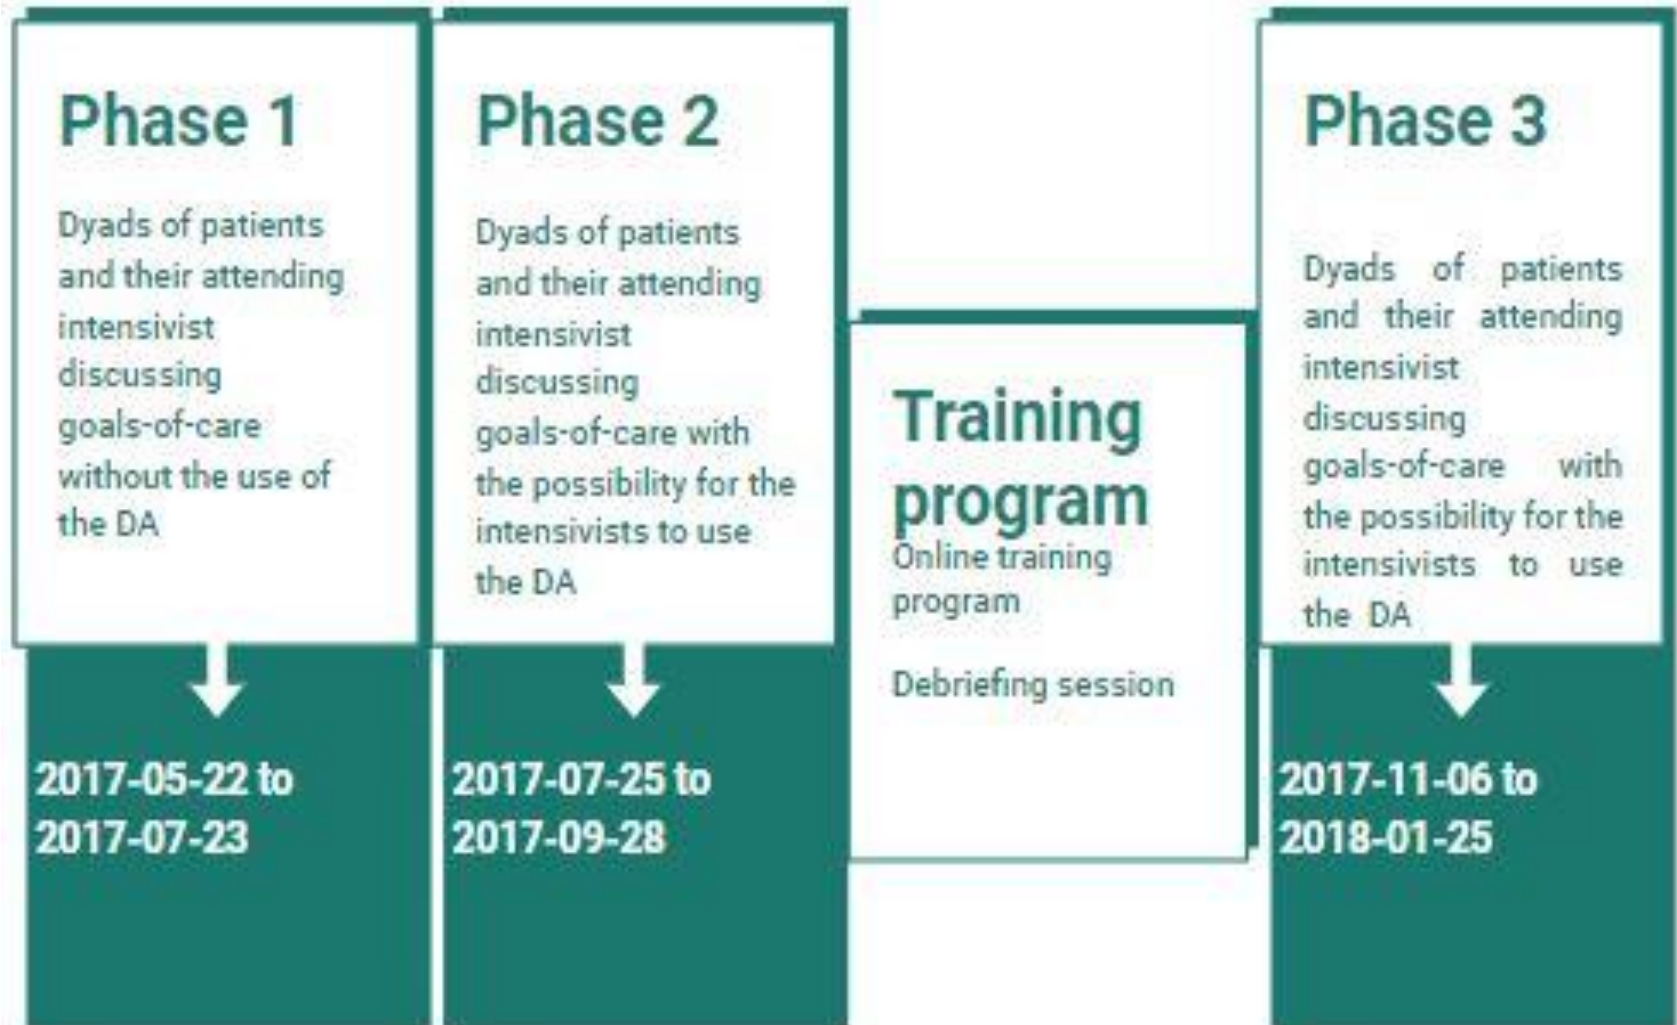 Phase 1
Dyads of patients
and their attending
intensivist
discussing
goals-of-care
without the use of
the DA
2017-05-22 to
2017-07-23
Phase 2
Dyads of patients
and their attending
intensivist
discussing
goals-of-care with
the possibility for the
intensivists to use
the DA
2017-07-25 to
2017-09-28
Training
program
Online training
program
Debriefing session
Phase 3
Dyads of patients
and their attending
intensivist
discussing
goals-of-care with
the possibility for the
intensivists to use
the DA
2017-11-06 to
2018-01-25